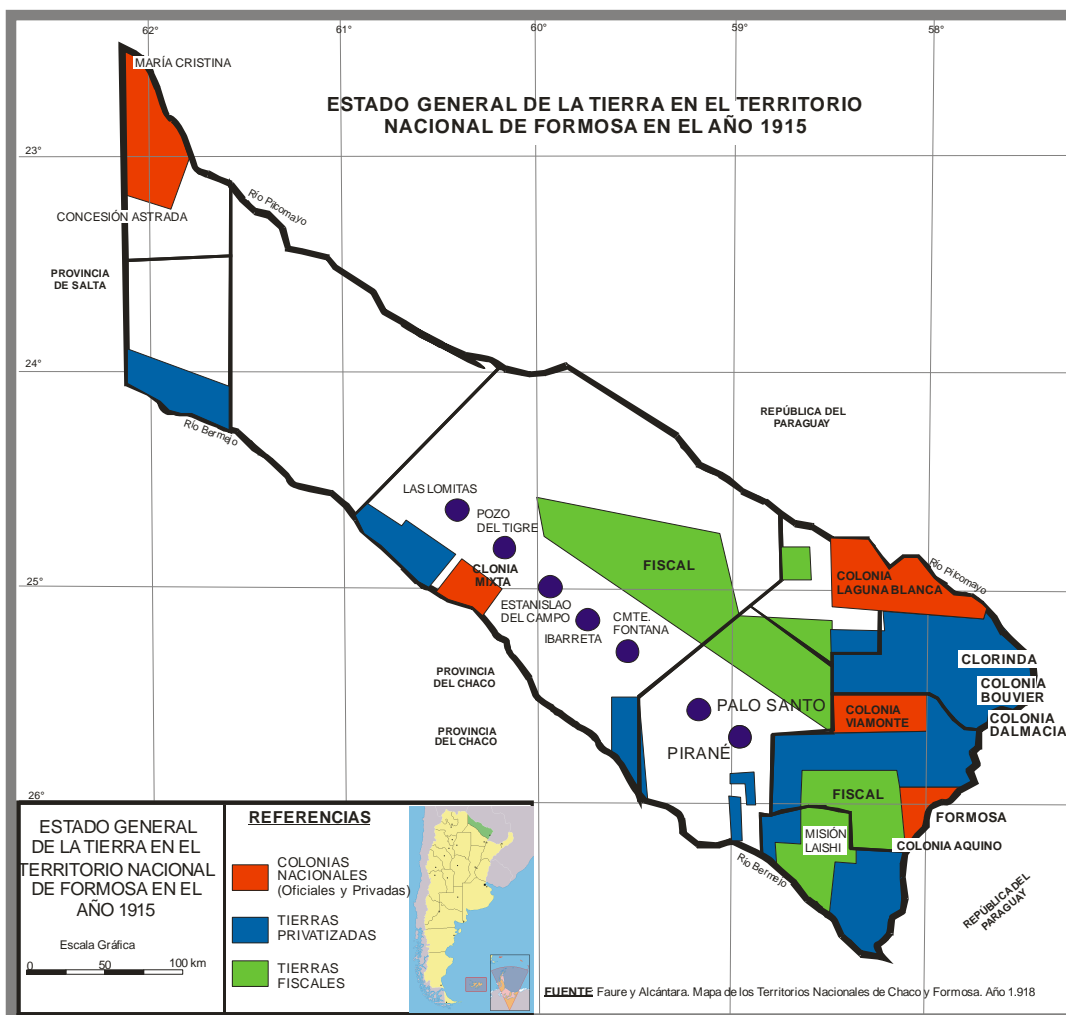 62°
61°
60°
59°
58°
MARÍA CRISTINA
ESTADO GENERAL DE LA TIERRA EN EL TERRITORIO
NACIONAL DE FORMOSA EN EL AÑO 1915
23°
Río Pilcomayo
CONCESIÓN ASTRADA
PROVINCIA
DE SALTA
24°
Río Bermejo
REPÚBLICA DEL
PARAGUAY
LAS LOMITAS
POZO
DEL TIGRE
CLONIA
MIXTA
FISCAL
25°
COLONIA
LAGUNA BLANCA
Río Pilcomayo
ESTANISLAO
DEL CAMPO
IBARRETA
CMTE.
FONTANA
PROVINCIA
DEL CHACO
PROVINCIA
DEL CHACO
CLORINDA
COLONIA
BOUVIER
COLONIA
DALMACIA
PALO SANTO
COLONIA
VIAMONTE
PIRANÉ
26°
FISCAL
FORMOSA
MISIÓN
LAISHI
COLONIA AQUINO
Río Bermejo
REPÚBLICA DEL
PARAGUAY
ESTADO GENERAL
DE LA TIERRA EN EL
TERRITORIO NACIONAL
DE FORMOSA EN EL
AÑO 1915
Escala Gráfica
0 50 100 km
REFERENCIAS
COLONIAS
NACIONALES
(Oficiales y Privadas)
TIERRAS
PRIVATIZADAS
TIERRAS
FISCALES
FUENTE Faure y Alcántara. Mapa de los Territorios Nacionales de Chaco y Formosa. Año 1.918